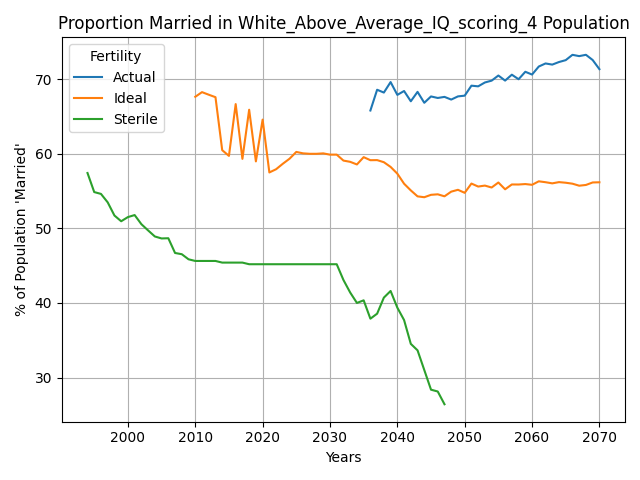 Proportion Married in White_Above_Average_IQ_scoring_4 Population
Fertility
Actual
Ideal
Sterile
% of Population 'Married'
70
60
50
40
30
2000
2010
2020
2030
2040
2050
2060
2070
Years